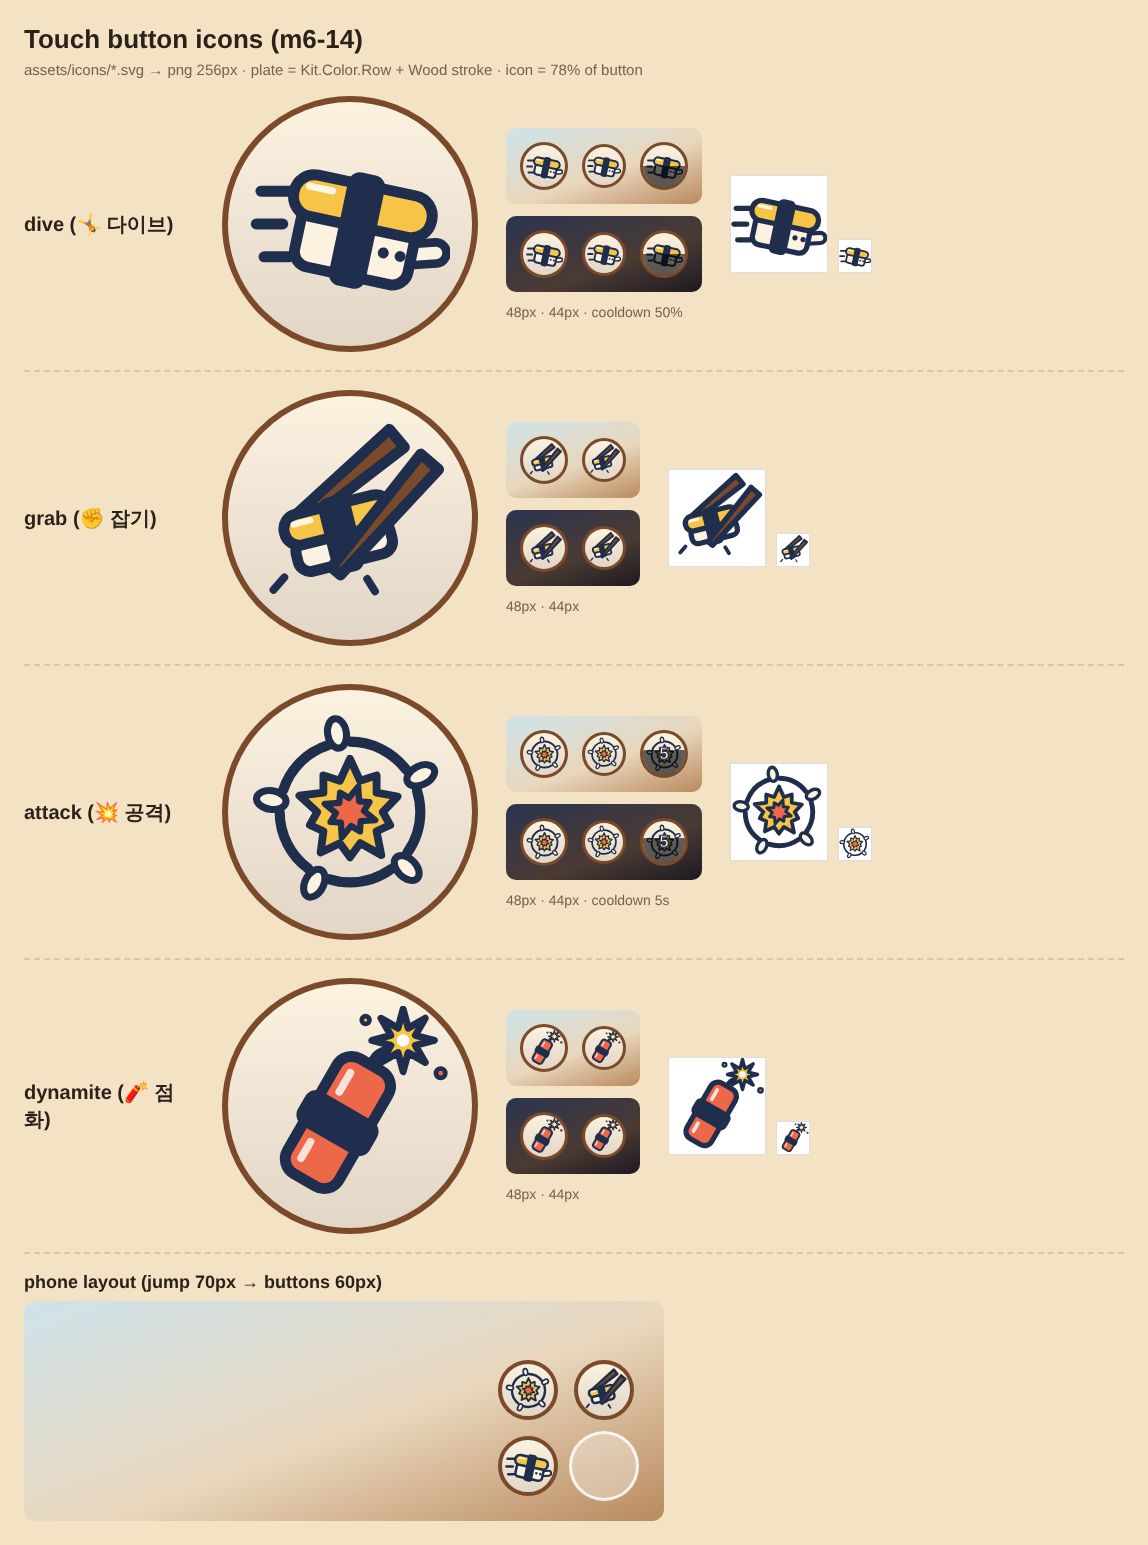 Touch button icons (m6-14)
assets/icons/*.svg → png 256px · plate = Kit.Color.Row + Wood stroke · icon = 78% of button
dive (🤸 다이브)
48px · 44px · cooldown 50%
grab (✊ 잡기)
48px · 44px
attack (💥 공격)
5
5
48px · 44px · cooldown 5s
dynamite (🧨 점
화)
48px · 44px
phone layout (jump 70px → buttons 60px)